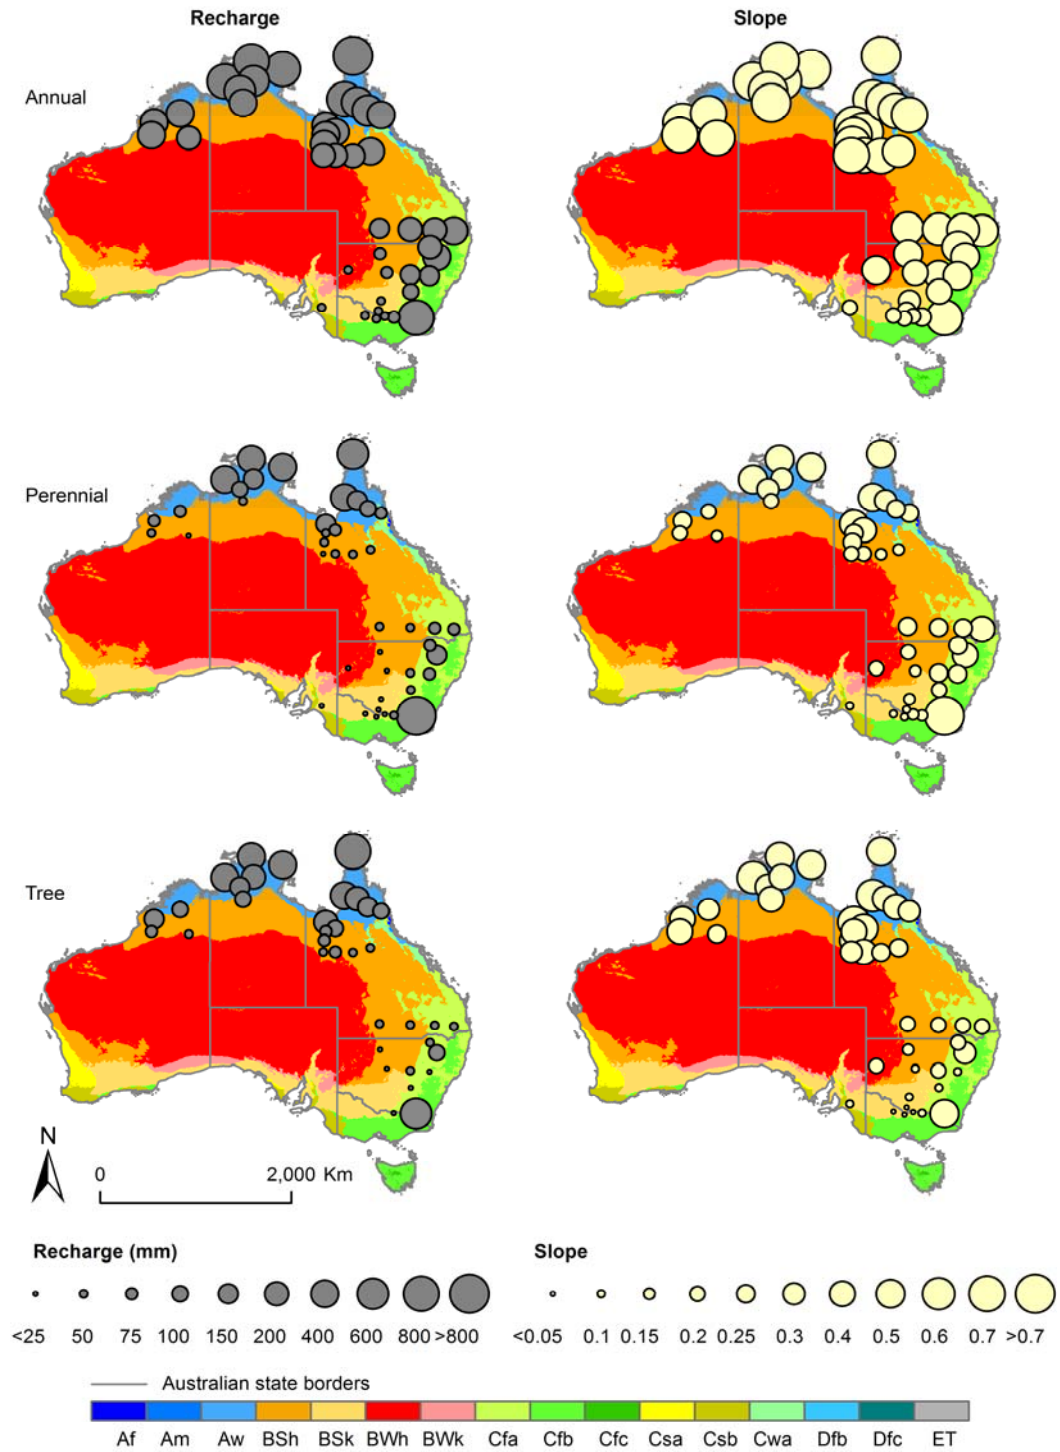 Recharge Slope
Annual
Perennial
Tree
N
0 2,000 Km
Recharge (mm) Slope
<25 50 75 100 150 200 400 600 800 >800 <0.05 0.1 0.15 0.2 0.25 0.3 0.4 0.5 0.6 0.7 >0.7
Australian state borders
Af Am Aw BSh BSk BWh BWk Cfa Cfb Cfc Csa Csb Cwa Dfb Dfc ET